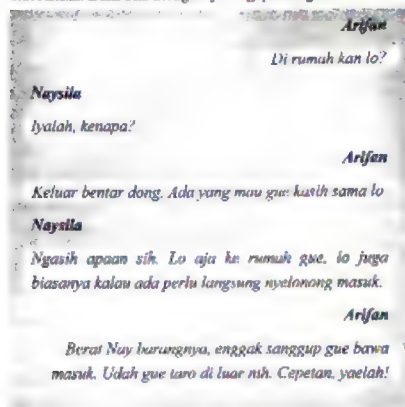 Arifan
Di rumah kan lo?
Naysila
Iyalah, kenapa?
Arifan
Keluar bentar dong. Ada yang mau gue kasih sama lo
Naysila
Ngasih apaan sih. Lo aja ke rumah gue, lo juga
biasanya kalau ada perlu langsung nyelonong masuk.
Arifan
Berat Nay barangnya, enggak sanggup gue bawa
masuk. Udah gue taro di luar nih. Cepetan, yaelah!